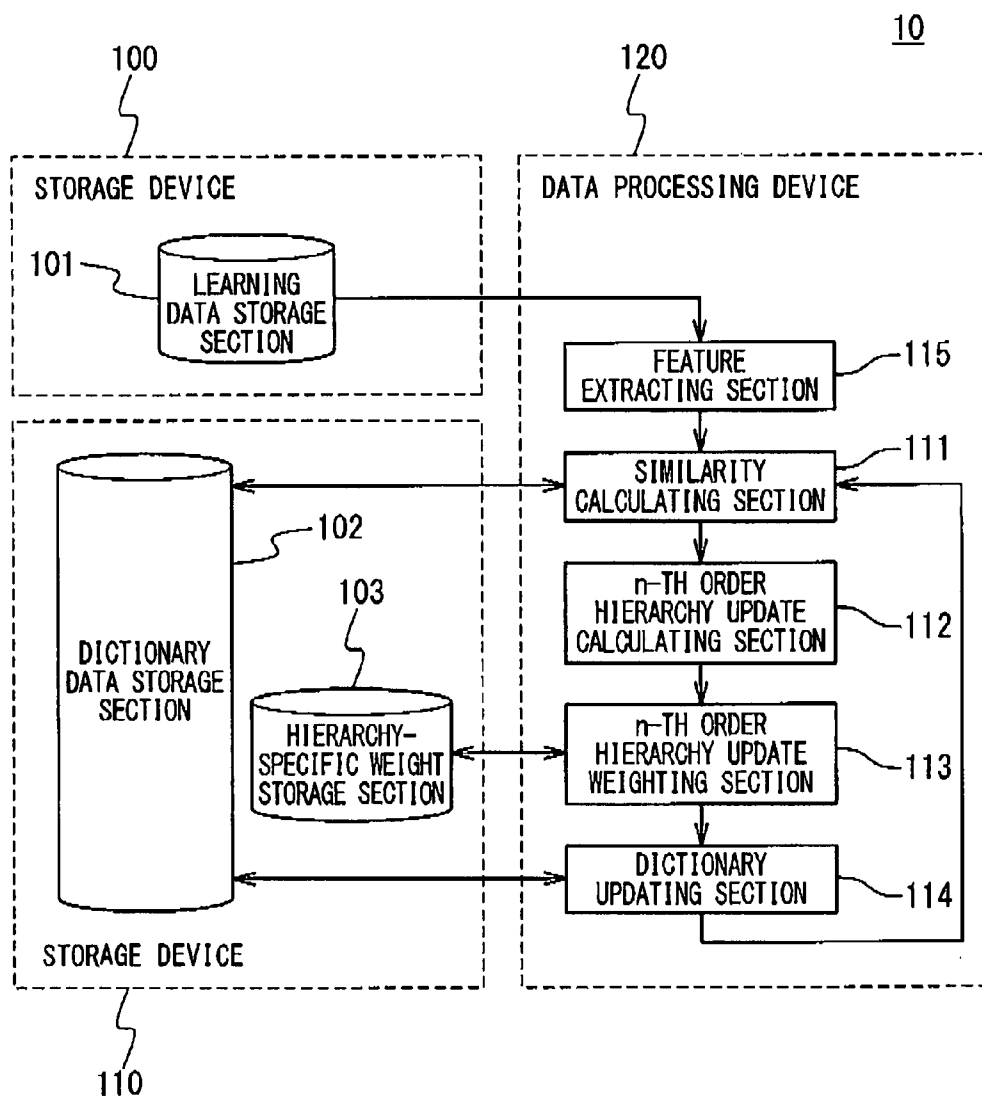 10
100
120
STORAGE DEVICE
DATA PROCESSING DEVICE
101
LEARNING
DATA STORAGE
SECTION
FEATURE
EXTRACTING SECTION
115
SIMILARITY
CALCULATING SECTION
111
102
n-TH ORDER
HIERARCHY UPDATE
CALCULATING SECTION
112
103
DICTIONARY
DATA STORAGE
SECTION
HIERARCHY-
SPECIFIC WEIGHT
STORAGE SECTION
n-TH ORDER
HIERARCHY UPDATE
WEIGHTING SECTION
113
DICTIONARY
UPDATING SECTION
114
STORAGE DEVICE
110